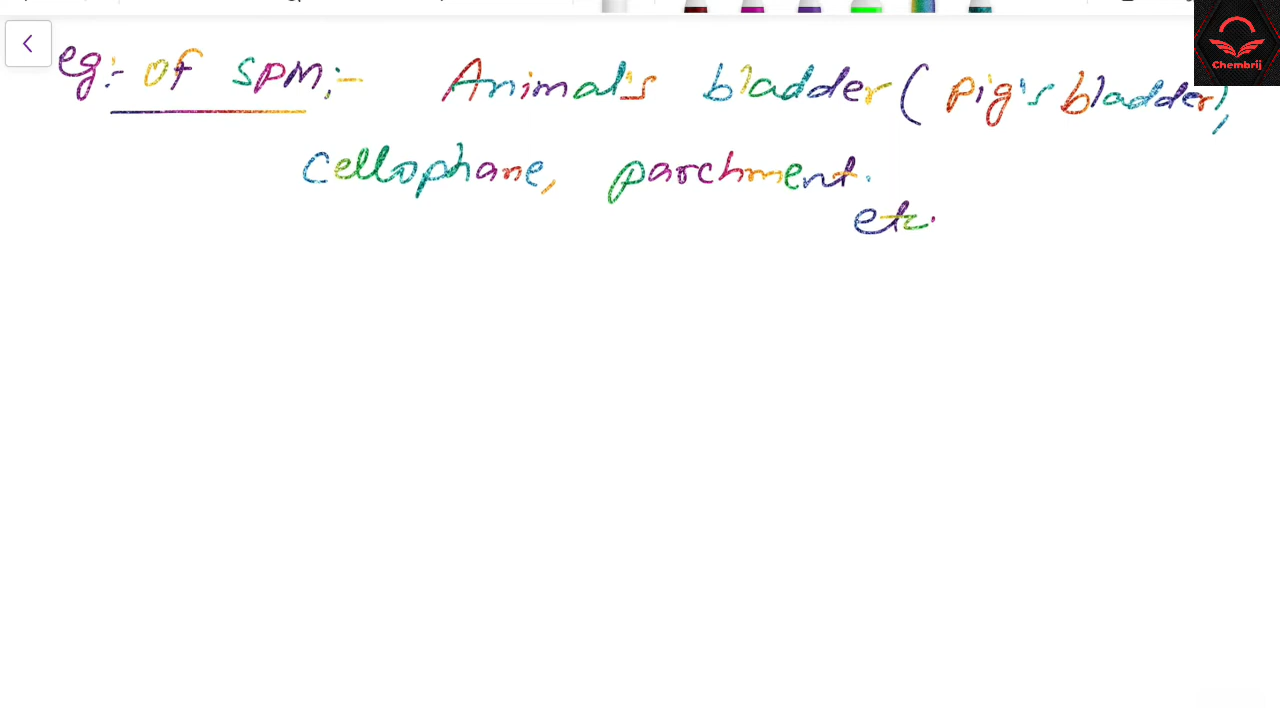 Chembrij
eg:- of SPM:- Animal's bladder (pig's bladder),
cellophane, parchment.
etc.